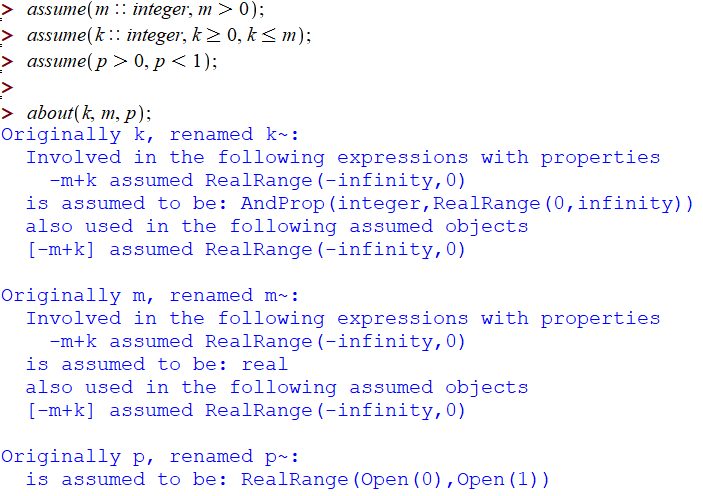 > assume(m :: integer, m > 0);
> assume(k :: integer, k ≥ 0, k ≤ m);
> assume(p > 0, p < 1);
>
> about(k, m, p);
Originally k, renamed k~:
  Involved in the following expressions with properties
    -m+k assumed RealRange(-infinity,0)
  is assumed to be: AndProp(integer,RealRange(0,infinity))
  also used in the following assumed objects
  [-m+k] assumed RealRange(-infinity,0)
Originally m, renamed m~:
  Involved in the following expressions with properties
    -m+k assumed RealRange(-infinity,0)
  is assumed to be: real
  also used in the following assumed objects
  [-m+k] assumed RealRange(-infinity,0)
Originally p, renamed p~:
  is assumed to be: RealRange(Open(0),Open(1))